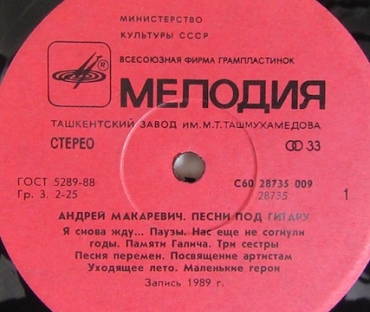 МИНИСТЕРСТВО
КУЛЬТУРЫ СССР
ВСЕСОЮЗНАЯ ФИРМА ГРАМПЛАСТИНОК
МЕЛОДИЯ
ТАШКЕНТСКИЙ ЗАВОД ИМ. М.Т. ТАШМУХАМЕДОВА
СТЕРЕО 33
ГОСТ 5289-88 С60 28735 009
Гр. 3. 2-25 28735 1
АНДРЕЙ МАКАРЕВИЧ. ПЕСНИ ПОД ГИТАРУ
Я снова жду... Паузы. Нас еще не согнули
годы. Памяти Галича. Три сестры
Песня перемен. Посвящение артистам
Уходящее лето. Маленькие герои
Запись 1989 г.